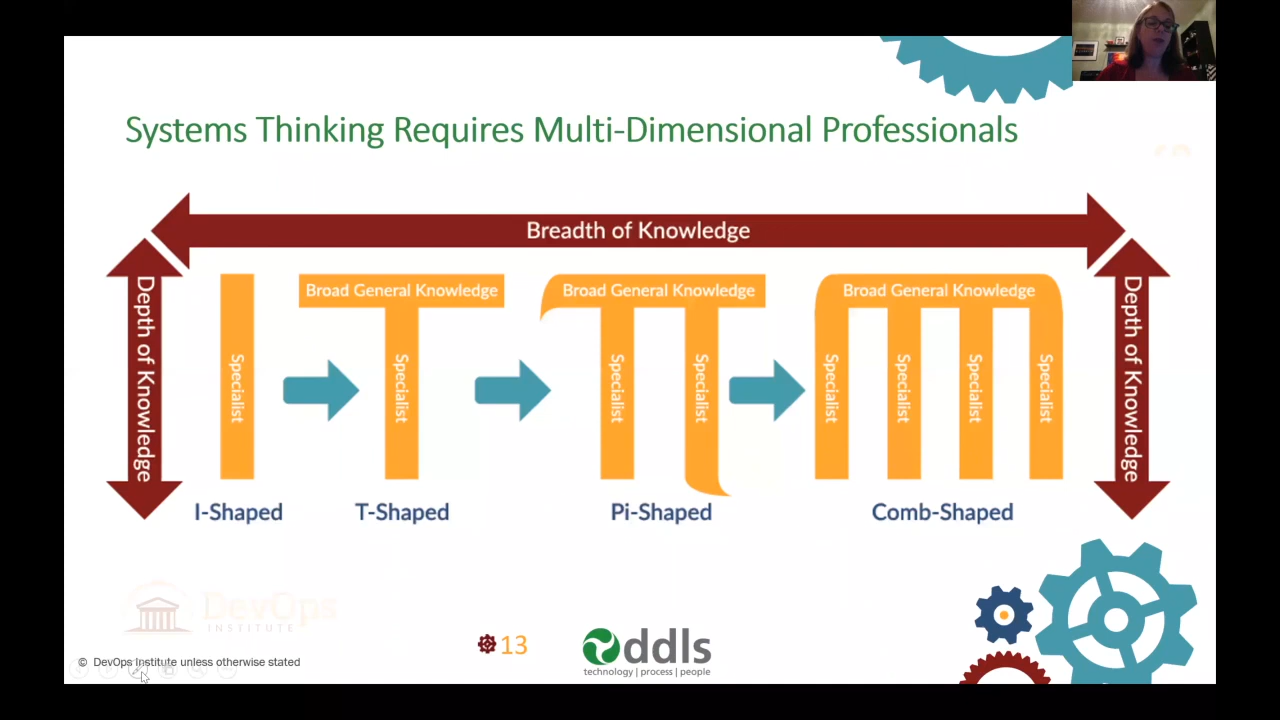 Systems Thinking Requires Multi-Dimensional Professionals
Breadth of Knowledge
Depth of Knowledge
Specialist
I-Shaped
Broad General Knowledge
Specialist
T-Shaped
Broad General Knowledge
Specialist
Specialist
Pi-Shaped
Broad General Knowledge
Specialist
Specialist
Specialist
Specialist
Comb-Shaped
Depth of Knowledge
DevOps
INSTITUTE
© DevOps Institute unless otherwise stated
13
ddls
technology | process | people